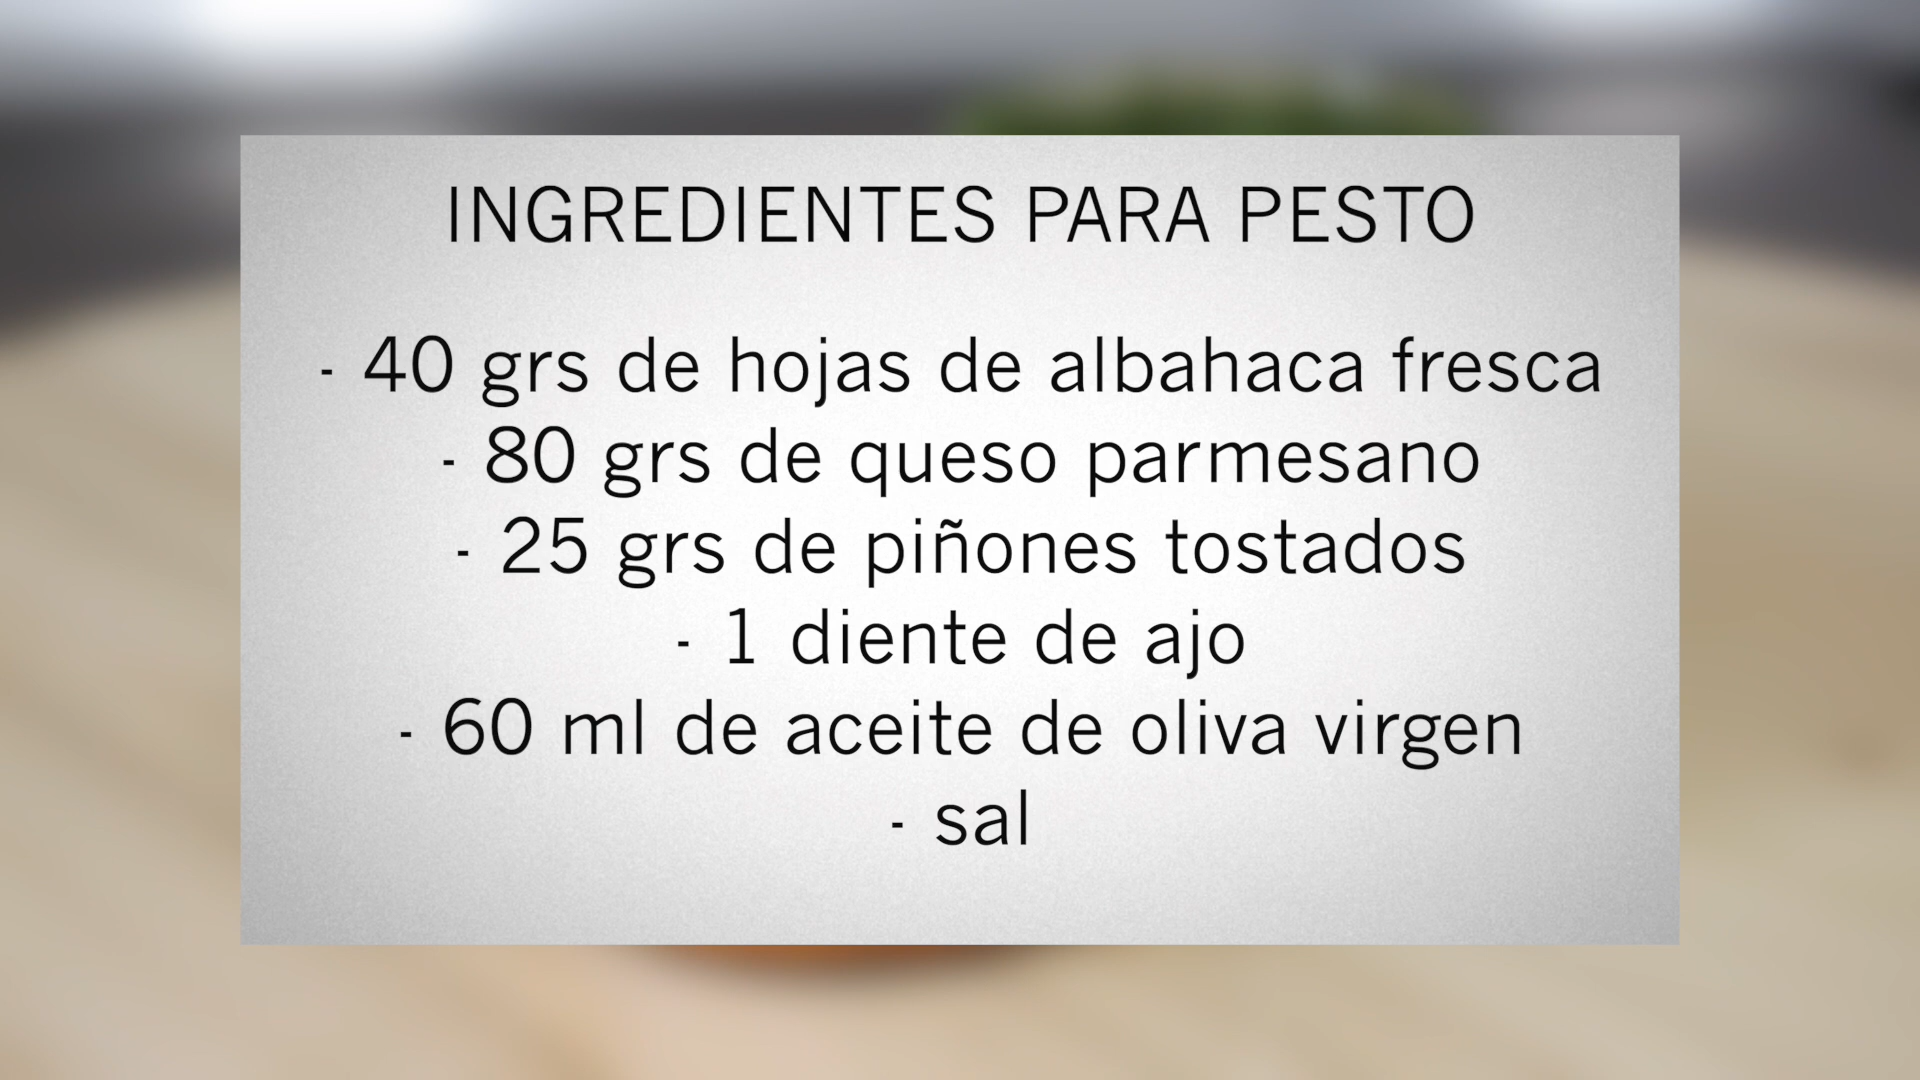 INGREDIENTES PARA PESTO
- 40 grs de hojas de albahaca fresca
- 80 grs de queso parmesano
- 25 grs de piñones tostados
- 1 diente de ajo
- 60 ml de aceite de oliva virgen
- sal